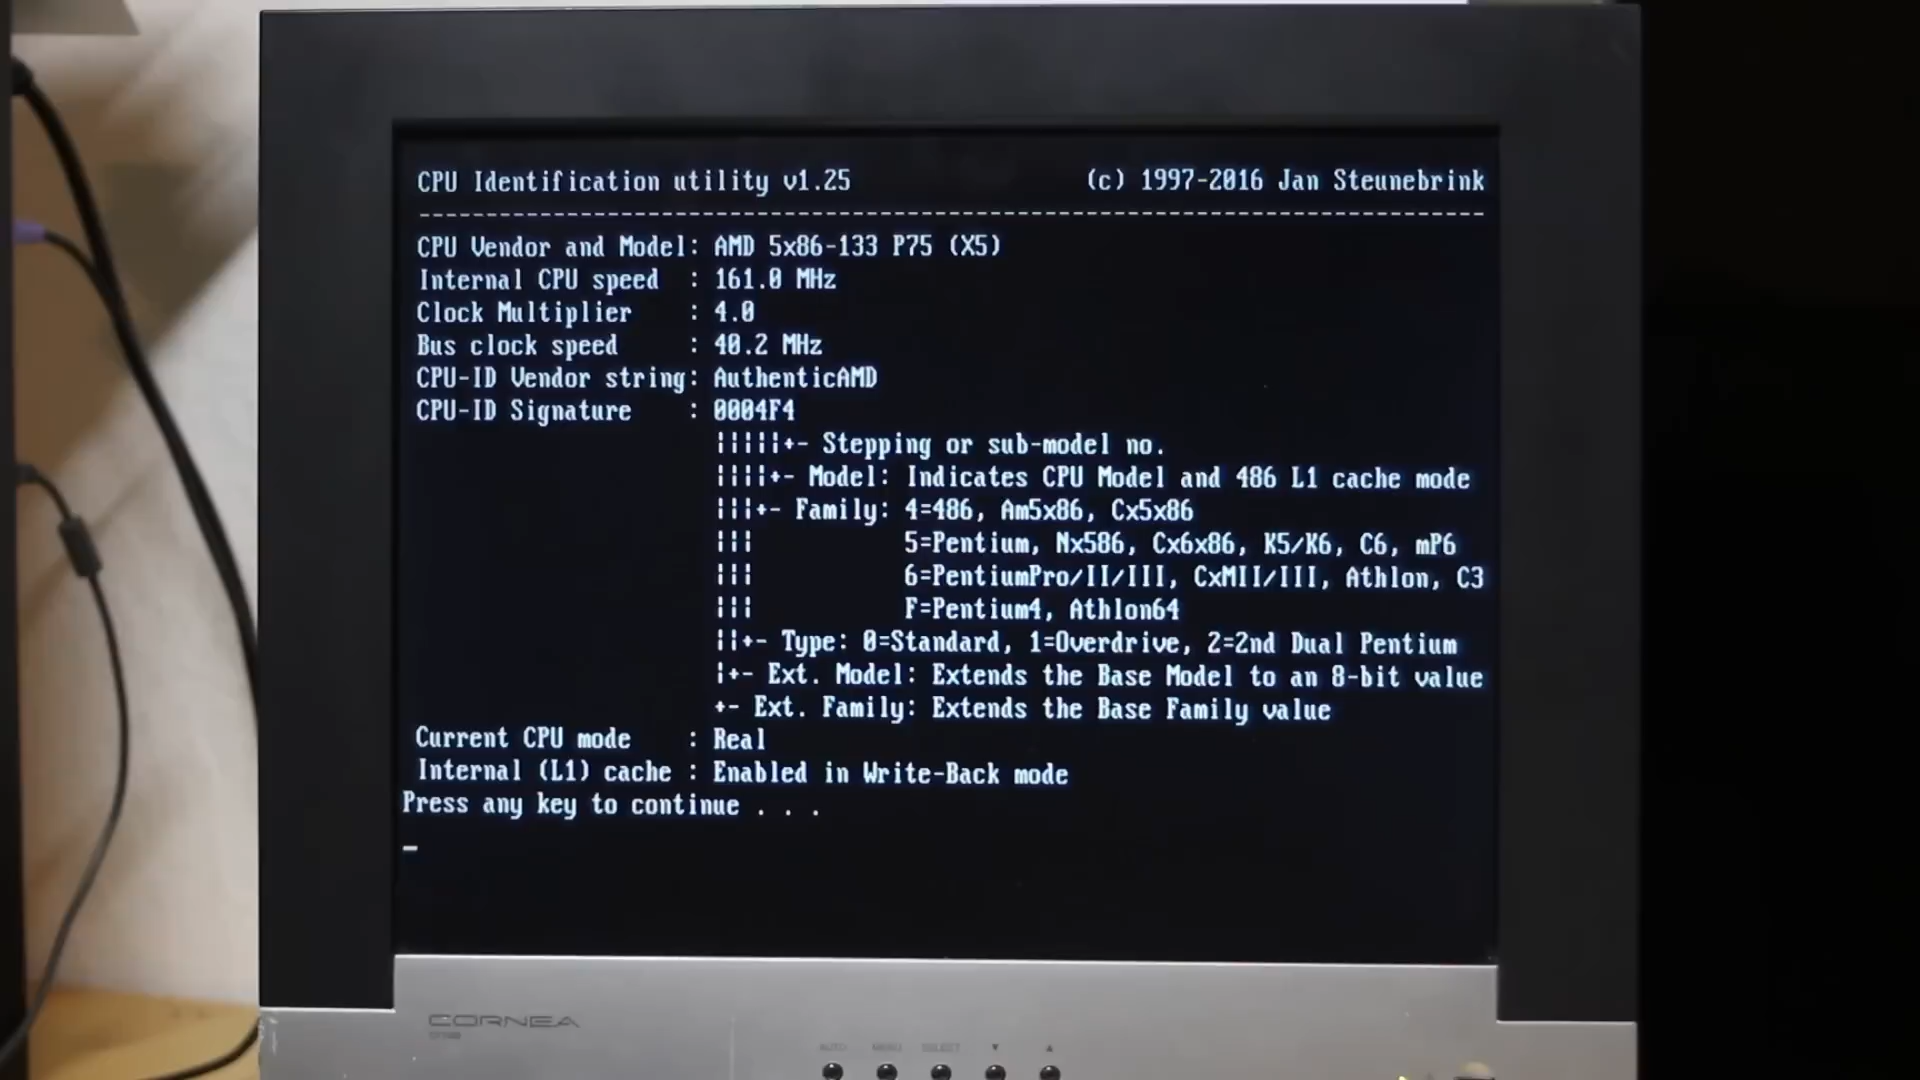 CPU Identification utility v1.25 (c) 1997-2016 Jan Steunebrink
--------------------------------------------------------------------------------
CPU Vendor and Model: AMD 5x86-133 P75 (X5)
Internal CPU speed : 161.0 MHz
Clock Multiplier : 4.0
Bus clock speed : 40.2 MHz
CPU-ID Vendor string: AuthenticAMD
CPU-ID Signature : 0004F4
¦¦¦¦¦+- Stepping or sub-model no.
¦¦¦¦+- Model: Indicates CPU Model and 486 L1 cache mode
¦¦¦+- Family: 4=486, Am5x86, Cx5x86
¦¦¦ 5=Pentium, Nx586, Cx6x86, K5/K6, C6, mP6
¦¦¦ 6=PentiumPro/II/III, CxMII/III, Athlon, C3
¦¦¦ F=Pentium4, Athlon64
¦¦+- Type: 0=Standard, 1=Overdrive, 2=2nd Dual Pentium
¦+- Ext. Model: Extends the Base Model to an 8-bit value
+- Ext. Family: Extends the Base Family value
Current CPU mode : Real
Internal (L1) cache : Enabled in Write-Back mode
Press any key to continue . . .
_
CORNEA
AUTO MENU SELECT ▼ ▲